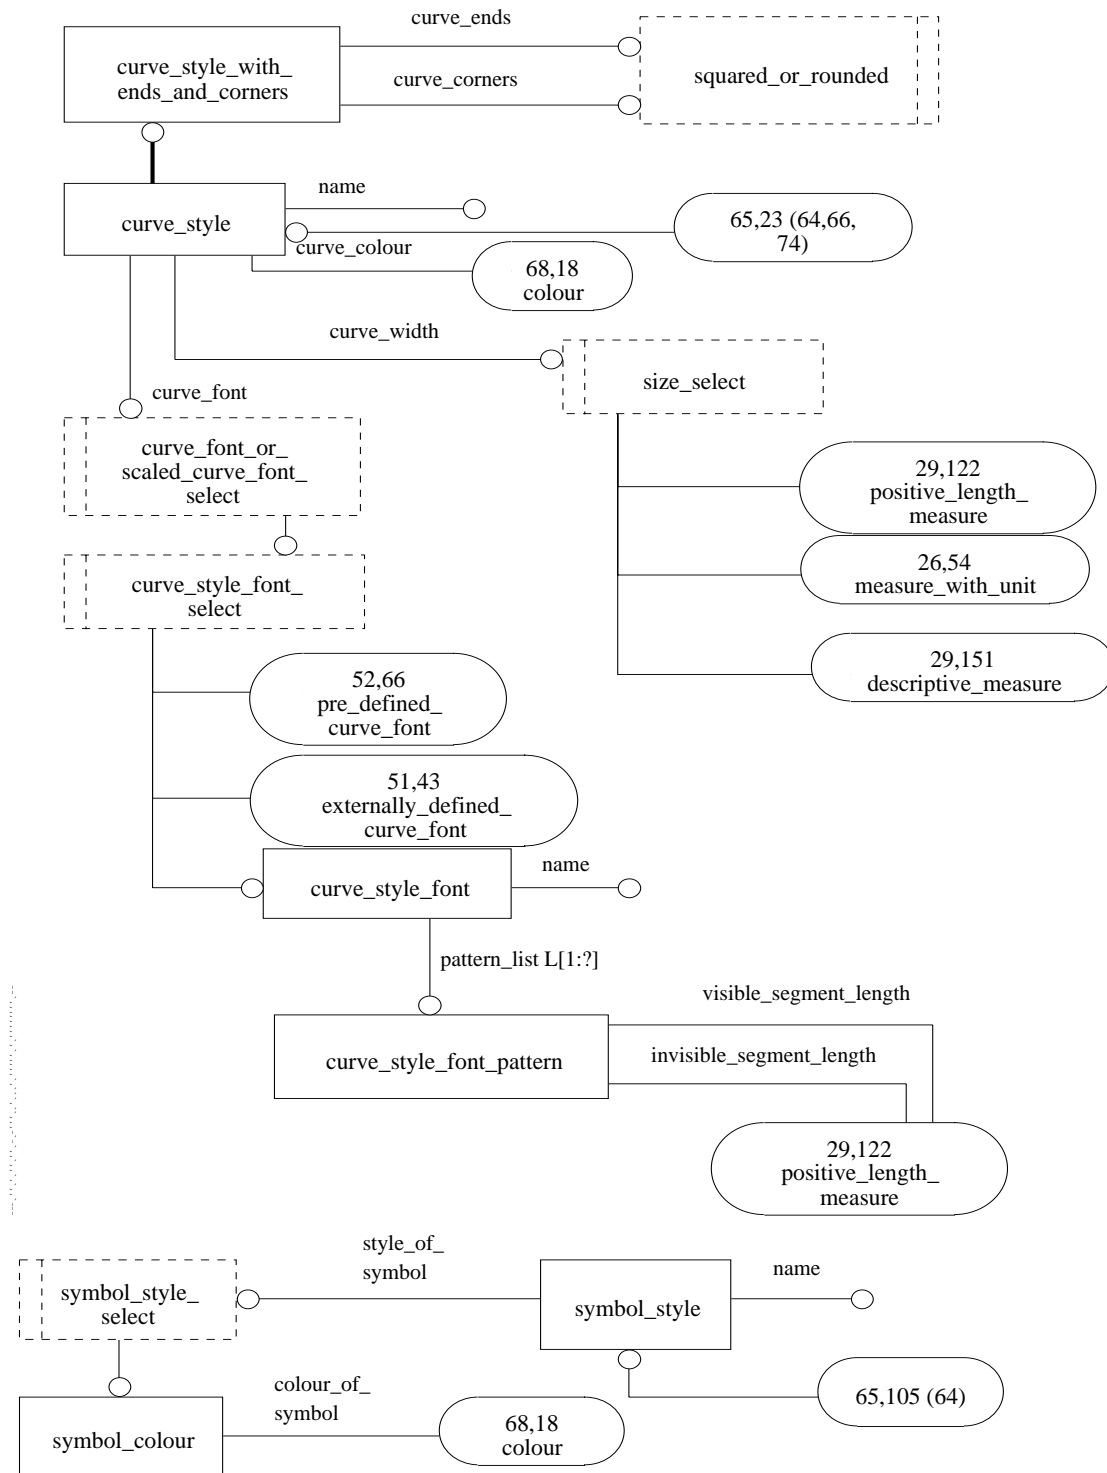 curve_ends
curve_style_with_
ends_and_corners
curve_corners
squared_or_rounded
name
curve_style
65,23 (64,66,
74)
curve_colour
68,18
colour
curve_width
size_select
curve_font
curve_font_or_
scaled_curve_font_
select
29,122
positive_length_
measure
curve_style_font_
select
26,54
measure_with_unit
29,151
descriptive_measure
52,66
pre_defined_
curve_font
51,43
externally_defined_
curve_font
name
curve_style_font
pattern_list L[1:?]
visible_segment_length
curve_style_font_pattern
invisible_segment_length
29,122
positive_length_
measure
style_of_
symbol
name
symbol_style_
select
symbol_style
colour_of_
symbol
65,105 (64)
symbol_colour
68,18
colour